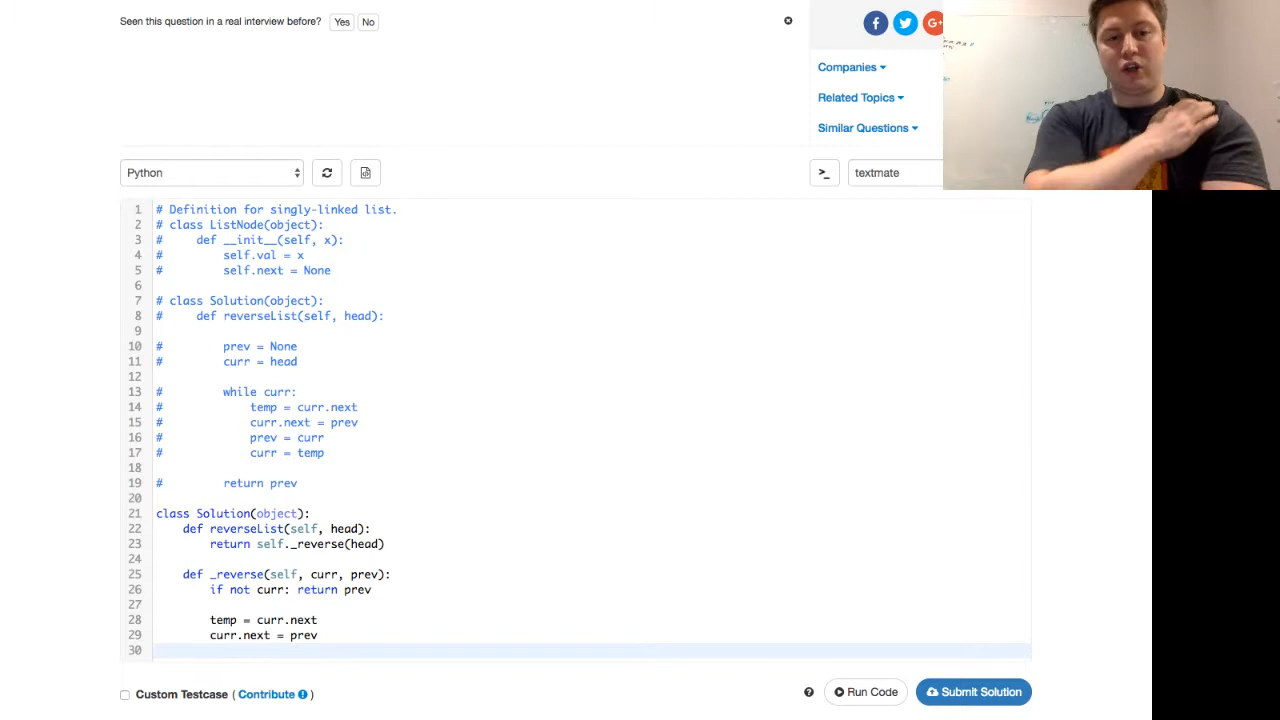 Seen this question in a real interview before? Yes No
Companies
Related Topics
Similar Questions
Python
textmate
1 # Definition for singly-linked list.
2 # class ListNode(object):
3 #     def __init__(self, x):
4 #         self.val = x
5 #         self.next = None
6
7 # class Solution(object):
8 #     def reverseList(self, head):
9
10 #         prev = None
11 #         curr = head
12
13 #         while curr:
14 #             temp = curr.next
15 #             curr.next = prev
16 #             prev = curr
17 #             curr = temp
18
19 #         return prev
20
21 class Solution(object):
22     def reverseList(self, head):
23         return self._reverse(head)
24
25     def _reverse(self, curr, prev):
26         if not curr: return prev
27
28         temp = curr.next
29         curr.next = prev
30
Custom Testcase ( Contribute )
Run Code
Submit Solution